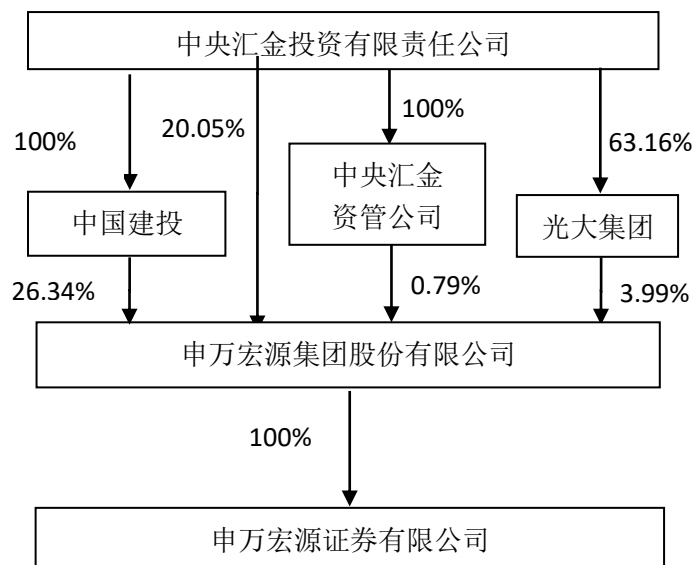 中央汇金投资有限责任公司
100%
20.05%
100%
63.16%
中国建投
中央汇金
资管公司
光大集团
26.34%
0.79%
3.99%
申万宏源集团股份有限公司
100%
申万宏源证券有限公司